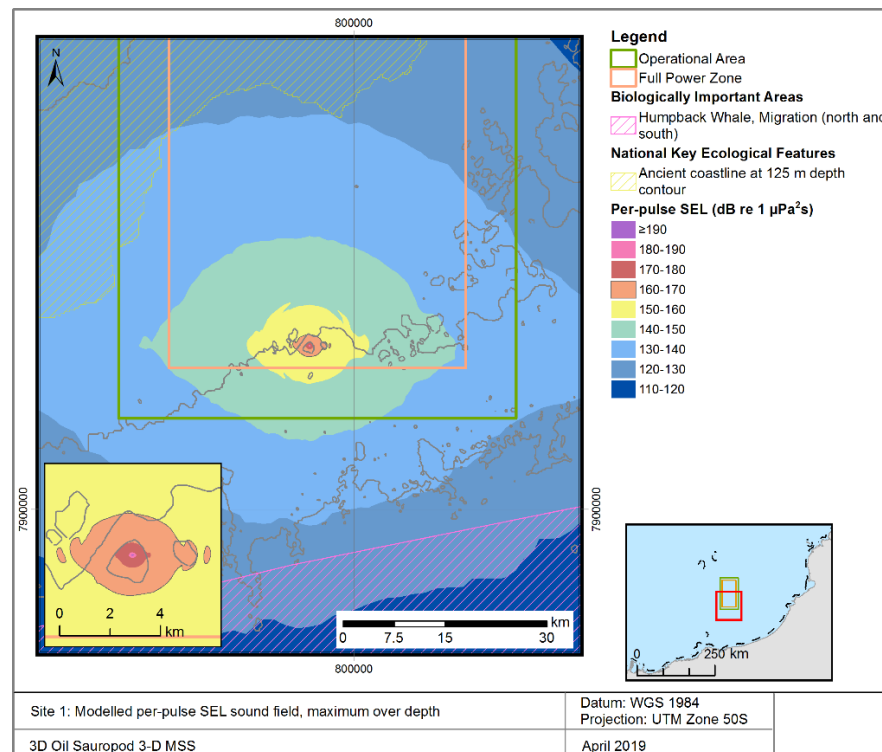 800000
N
7900000
7900000
0 2 4
km
km
0 7.5 15 30
800000
Legend
Operational Area
Full Power Zone
Biologically Important Areas
Humpback Whale, Migration (north and
south)
National Key Ecological Features
Ancient coastline at 125 m depth
contour
Per-pulse SEL (dB re 1 µPa²s)
≥190
180-190
170-180
160-170
150-160
140-150
130-140
120-130
110-120
0 250 km
Site 1: Modelled per-pulse SEL sound field, maximum over depth
Datum: WGS 1984
Projection: UTM Zone 50S
3D Oil Sauropod 3-D MSS
April 2019